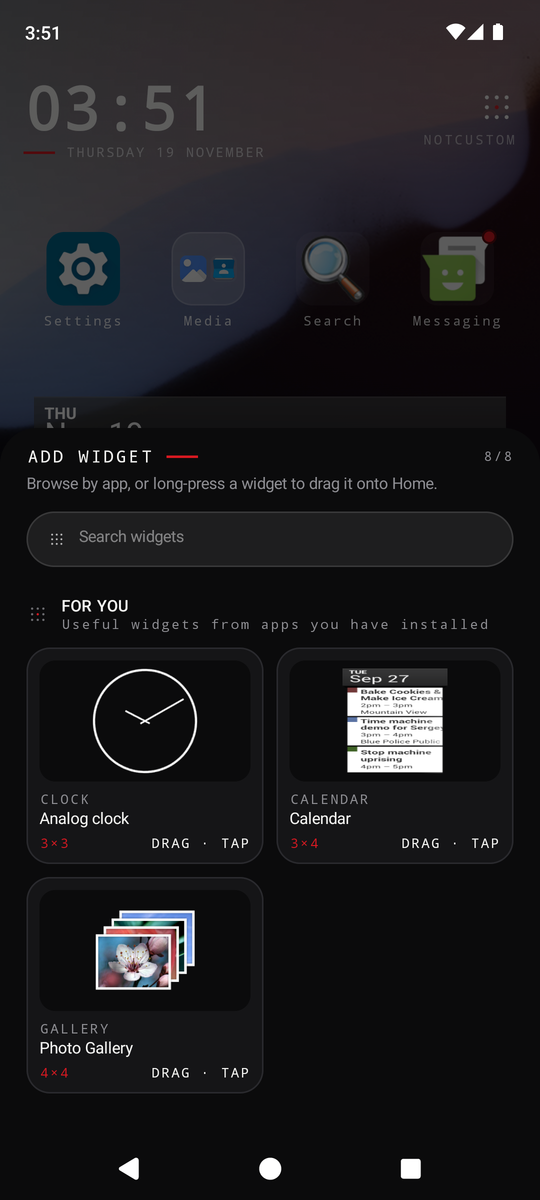 3:51
03:51
THURSDAY 19 NOVEMBER
NOTCUSTOM
Settings
Media
Search
Messaging
THU
ADD WIDGET
8/8
Browse by app, or long-press a widget to drag it onto Home.
Search widgets
FOR YOU
Useful widgets from apps you have installed
TUE
Sep 27
Bake Cookies &
Make Ice Cream
2pm – 3pm
Mountain View
Time machine
demo for Sergey
3pm – 4pm
Blue Police Public
Stop machine
uprising
4pm – 5pm
CLOCK
Analog clock
3×3
DRAG · TAP
CALENDAR
Calendar
3×4
DRAG · TAP
GALLERY
Photo Gallery
4×4
DRAG · TAP